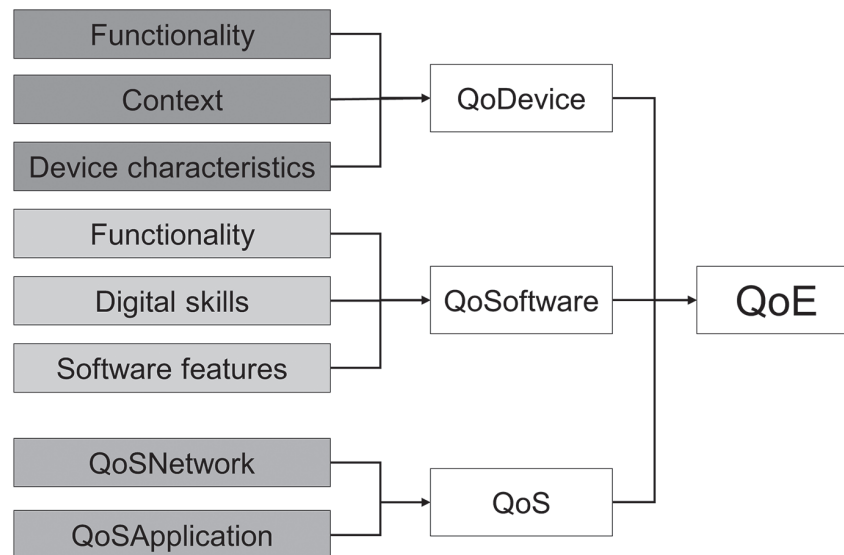 Functionality
Context
Device characteristics
QoDevice
Functionality
Digital skills
Software features
QoSoftware
QoSNetwork
QoSApplication
QoS
QoE